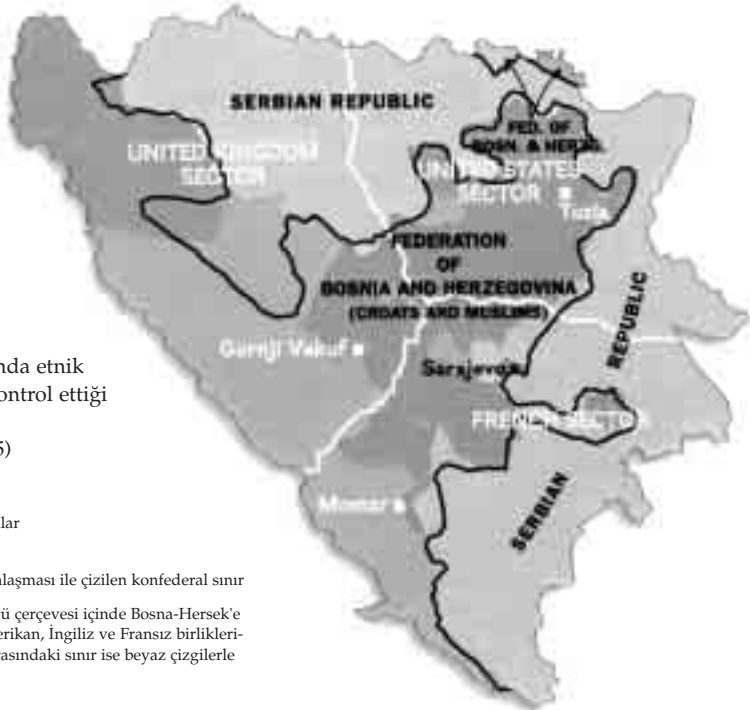 SERBIAN REPUBLIC
FED. OF
BOSN. & HERZG.
UNITED KINGDOM
SECTOR
UNITED STATES
SECTOR
Tuzla
FEDERATION
OF
BOSNIA AND HERZEGOVINA
(CROATS AND MUSLIMS)
REPUBLIC
Gornji Vakuf
Sarajevo
FRENCH SECTOR
Mostar
SERBIAN
nda etnik
ontrol ettiği
5)
lar
laşması ile çizilen konfederal sınır
ü çerçevesi içinde Bosna-Hersek'e
erikan, İngiliz ve Fransız birlikleri-
rasındaki sınır ise beyaz çizgilerle